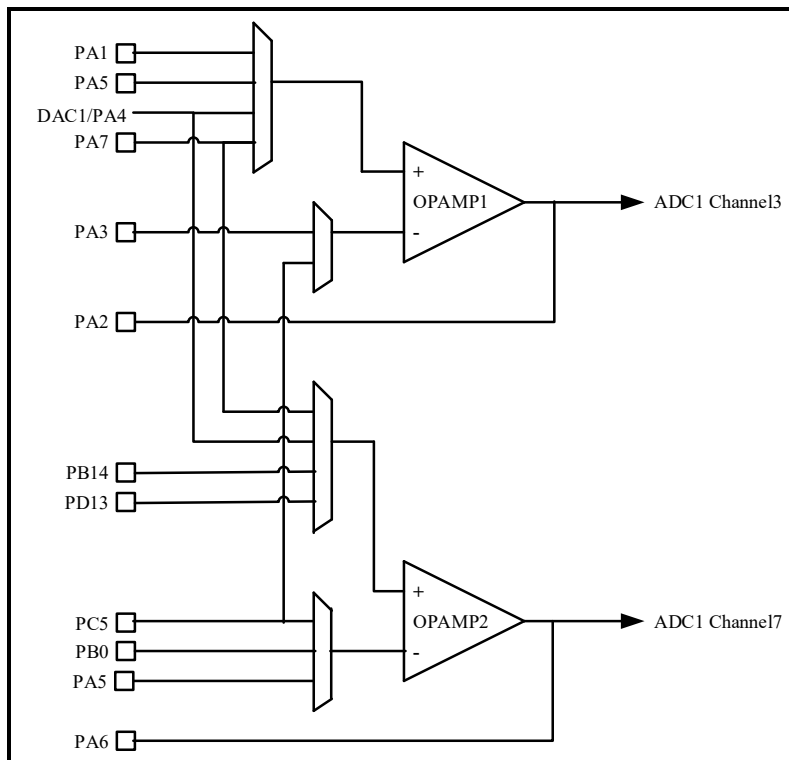 PA1
PA5
DAC1/PA4
PA7
+
OPAMP1
ADC1 Channel3
PA3
-
PA2
PB14
PD13
+
PC5
OPAMP2
ADC1 Channel7
PB0
-
PA5
PA6